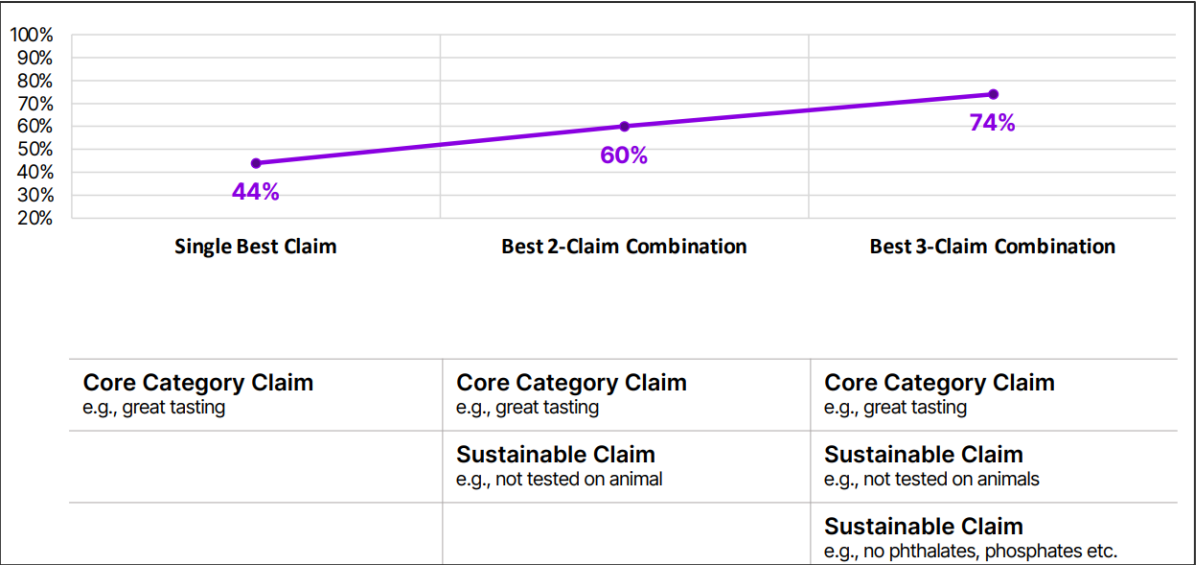 100%
90%
80%
70%
60%
50%
40%
30%
20%
44%
60%
74%
Single Best Claim
Best 2-Claim Combination
Best 3-Claim Combination
Core Category Claim
e.g., great tasting
Core Category Claim
e.g., great tasting
Core Category Claim
e.g., great tasting
Sustainable Claim
e.g., not tested on animal
Sustainable Claim
e.g., not tested on animals
Sustainable Claim
e.g., no phthalates, phosphates etc.